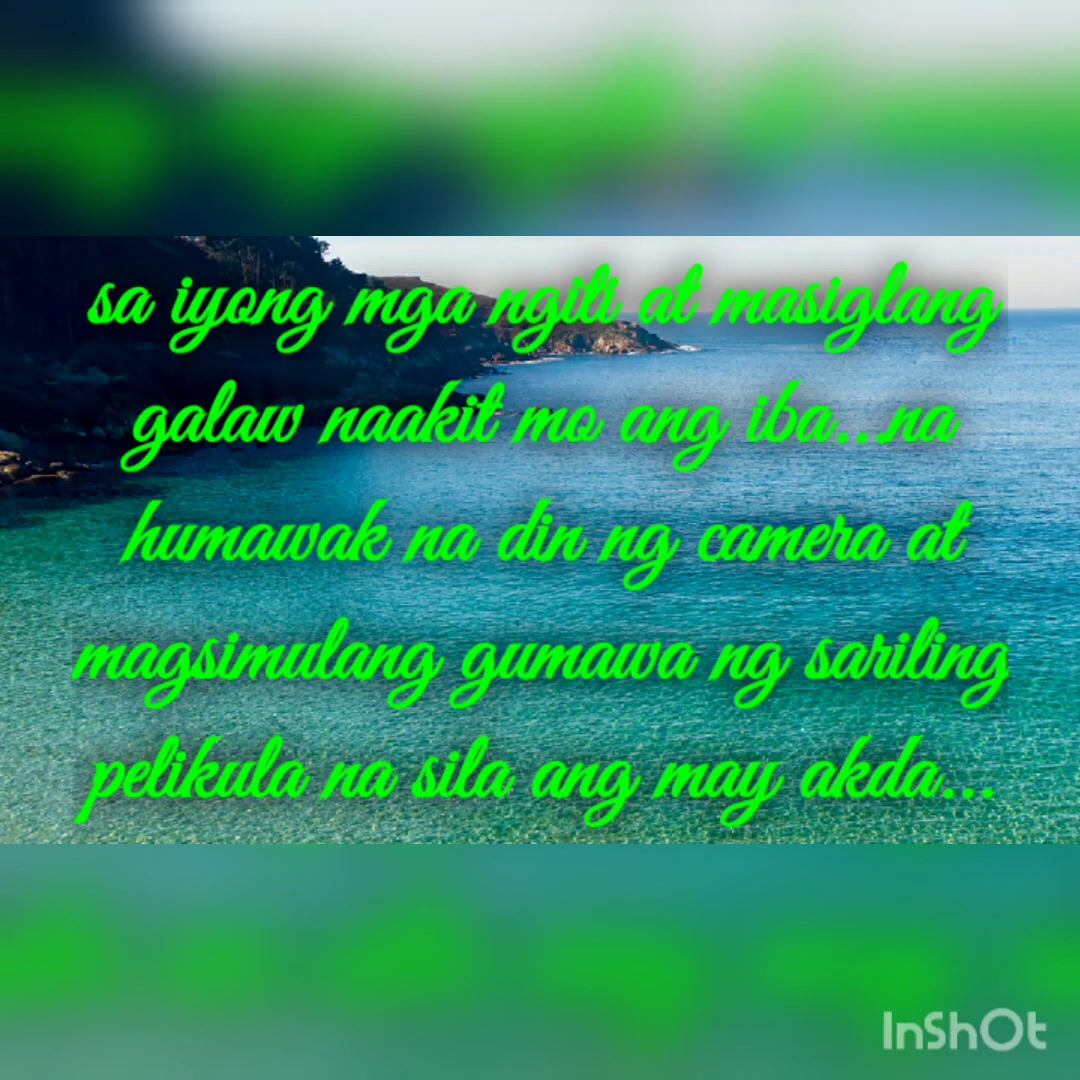 sa iyong mga ngiti at masiglang
galaw naakit mo ang iba...na
humawak na din ng camera at
magsimulang gumawa ng sariling
pelikula na sila ang may akda...
InShOt